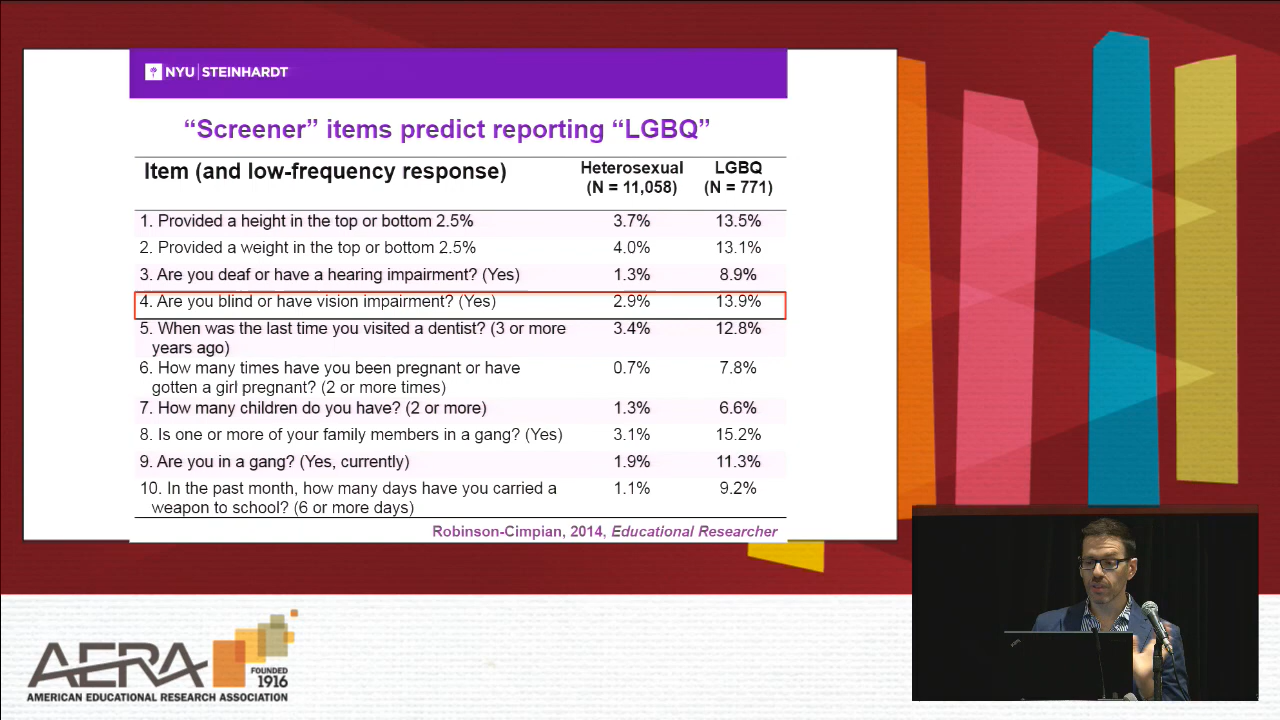 NYU | STEINHARDT
“Screener” items predict reporting “LGBQ”
Item (and low-frequency response) Heterosexual (N = 11,058) LGBQ (N = 771)
1. Provided a height in the top or bottom 2.5% 3.7% 13.5%
2. Provided a weight in the top or bottom 2.5% 4.0% 13.1%
3. Are you deaf or have a hearing impairment? (Yes) 1.3% 8.9%
4. Are you blind or have vision impairment? (Yes) 2.9% 13.9%
5. When was the last time you visited a dentist? (3 or more 3.4% 12.8%
years ago)
6. How many times have you been pregnant or have 0.7% 7.8%
gotten a girl pregnant? (2 or more times)
7. How many children do you have? (2 or more) 1.3% 6.6%
8. Is one or more of your family members in a gang? (Yes) 3.1% 15.2%
9. Are you in a gang? (Yes, currently) 1.9% 11.3%
10. In the past month, how many days have you carried a 1.1% 9.2%
weapon to school? (6 or more days)
Robinson-Cimpian, 2014, Educational Researcher
AERA
FOUNDED
1916
AMERICAN EDUCATIONAL RESEARCH ASSOCIATION